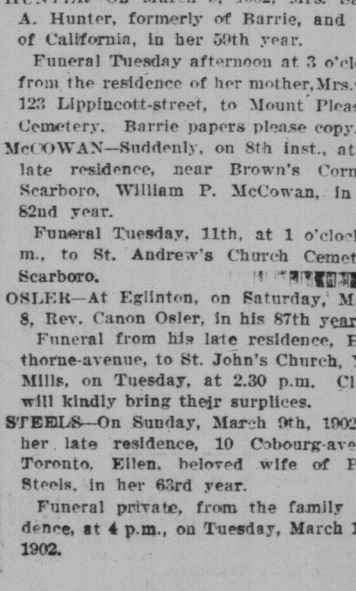 HUNTER—On March 8, 1902, Mrs.
A. Hunter, formerly of Barrie, and
of California, in her 59th year.
Funeral Tuesday afternoon at 3 o'cl
from the residence of her mother, Mrs.
123 Lippincott-street, to Mount Pleas
Cemetery. Barrie papers please copy.
McCOWAN—Suddenly, on 8th inst., at
late residence, near Brown's Corn
Scarboro, William P. McCowan, in
82nd year.
Funeral Tuesday, 11th, at 1 o'cloc
m., to St. Andrew's Church Cemet
Scarboro.
OSLER—At Eglinton, on Saturday, M
8, Rev. Canon Osler, in his 87th year
Funeral from his late residence, 
thorne-avenue, to St. John's Church, 
Mills, on Tuesday, at 2.30 p.m. Cl
will kindly bring their surplices.
STEELS—On Sunday, March 9th, 1902
her late residence, 10 Cobourg-ave
Toronto, Ellen, beloved wife of
Steels, in her 63rd year.
Funeral private, from the family
dence, at 4 p.m., on Tuesday, March 1
1902.